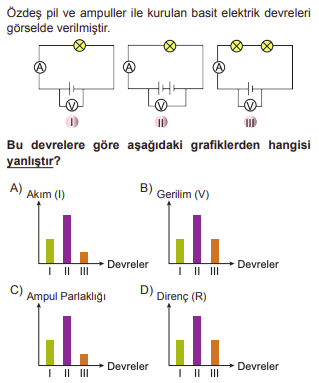 Özdeş pil ve ampuller ile kurulan basit elektrik devreleri
görselde verilmiştir.
A
V
I
A
V
II
A
V
III
Bu devrelere göre aşağıdaki grafiklerden hangisi
yanlıştır?
A) Akım (I)
I II III Devreler
B) Gerilim (V)
I II III Devreler
C) Ampul Parlaklığı
I II III Devreler
D) Direnç (R)
I II III Devreler